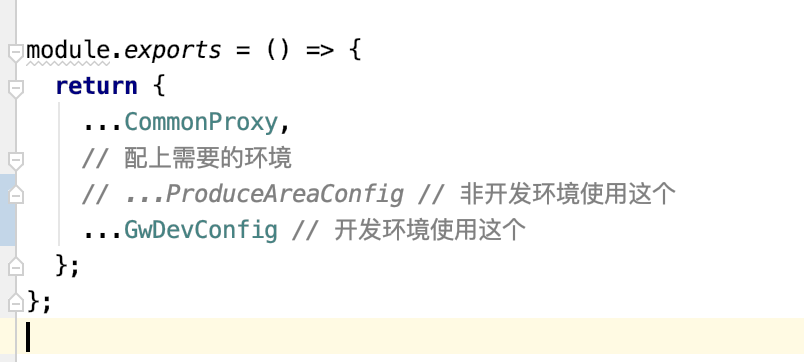 module.exports = () => {
return {
...CommonProxy,
// 配上需要的环境
// ...ProduceAreaConfig // 非开发环境使用这个
...GwDevConfig // 开发环境使用这个
};
};